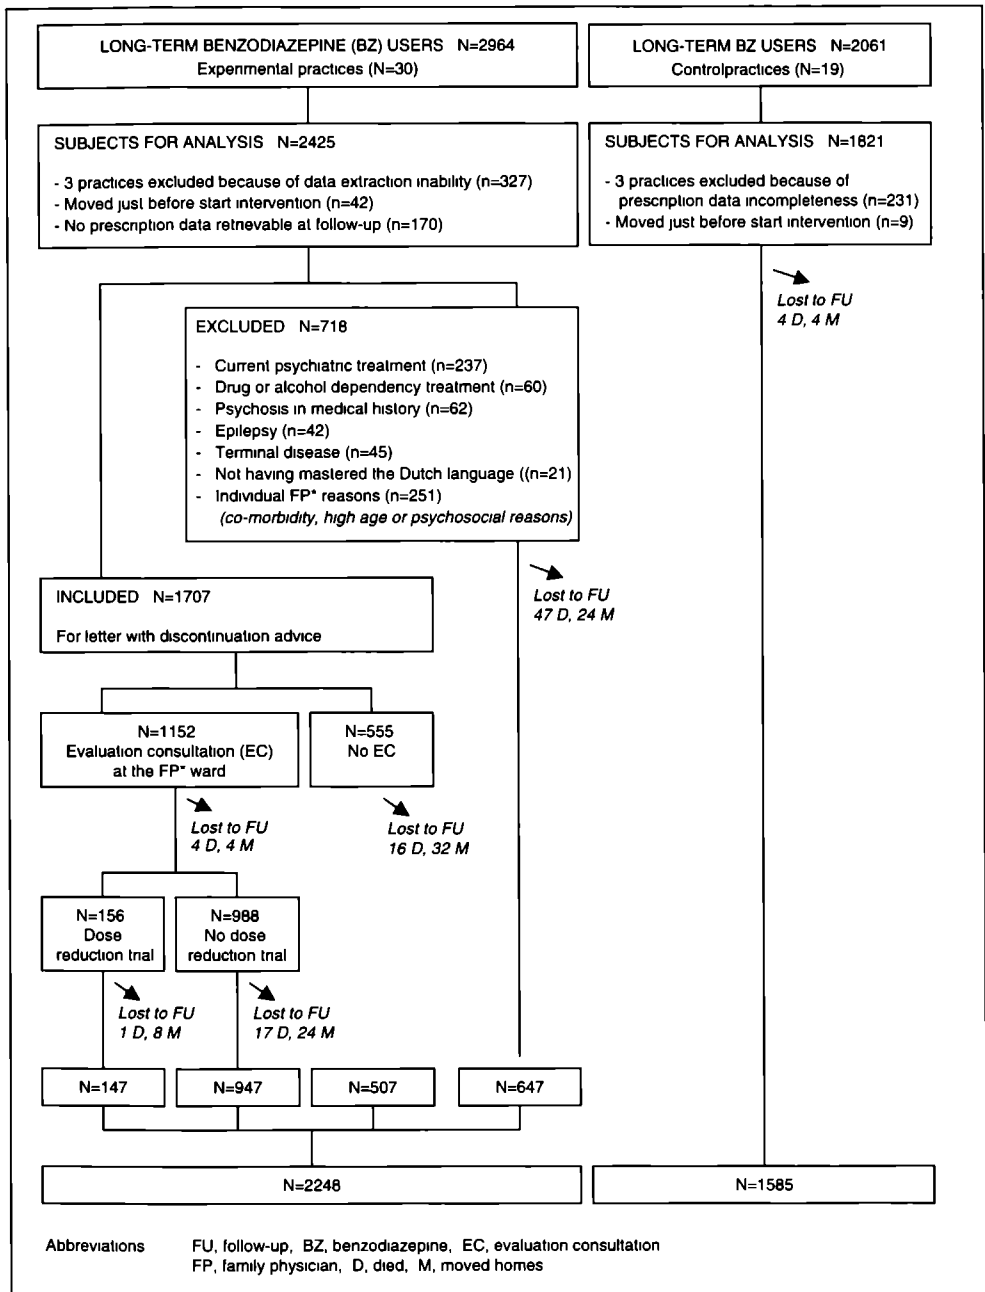 LONG-TERM BENZODIAZEPINE (BZ) USERS N=2964
Experimental practices (N=30)
LONG-TERM BZ USERS N=2061
Controlpractices (N=19)
SUBJECTS FOR ANALYSIS N=2425
- 3 practices excluded because of data extraction inability (n=327)
- Moved just before start intervention (n=42)
- No prescription data retrievable at follow-up (n=170)
SUBJECTS FOR ANALYSIS N=1821
- 3 practices excluded because of
prescription data incompleteness (n=231)
- Moved just before start intervention (n=9)
Lost to FU
4 D, 4 M
EXCLUDED N=718
- Current psychiatric treatment (n=237)
- Drug or alcohol dependency treatment (n=60)
- Psychosis in medical history (n=62)
- Epilepsy (n=42)
- Terminal disease (n=45)
- Not having mastered the Dutch language ((n=21)
- Individual FP* reasons (n=251)
(co-morbidity, high age or psychosocial reasons)
Lost to FU
47 D, 24 M
INCLUDED N=1707
For letter with discontinuation advice
N=1152
Evaluation consultation (EC)
at the FP* ward
N=555
No EC
Lost to FU
4 D, 4 M
Lost to FU
16 D, 32 M
N=156
Dose
reduction trial
N=988
No dose
reduction trial
Lost to FU
1 D, 8 M
Lost to FU
17 D, 24 M
N=147
N=947
N=507
N=647
N=2248
N=1585
Abbreviations FU, follow-up, BZ, benzodiazepine, EC, evaluation consultation
FP, family physician, D, died, M, moved homes